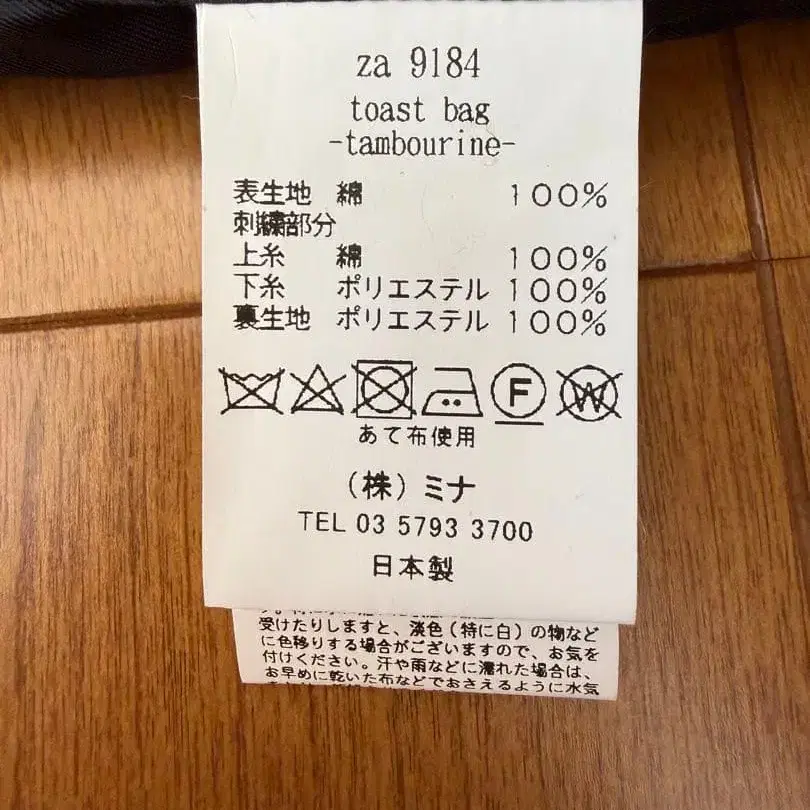 za 9184
toast bag
-tambourine-
表生地 綿 100%
刺繍部分
上糸 綿 100%
下糸 ポリエステル 100%
裏生地 ポリエステル 100%
F W
あて布使用
(株)ミナ
TEL 03 5793 3700
日本製
受けたりしますと、淡色(特に白)の物など
に色移りする場合がございますので、お気を
付けください。汗や雨などに濡れた場合は、
お早めに乾いた布などでおさえるように水気